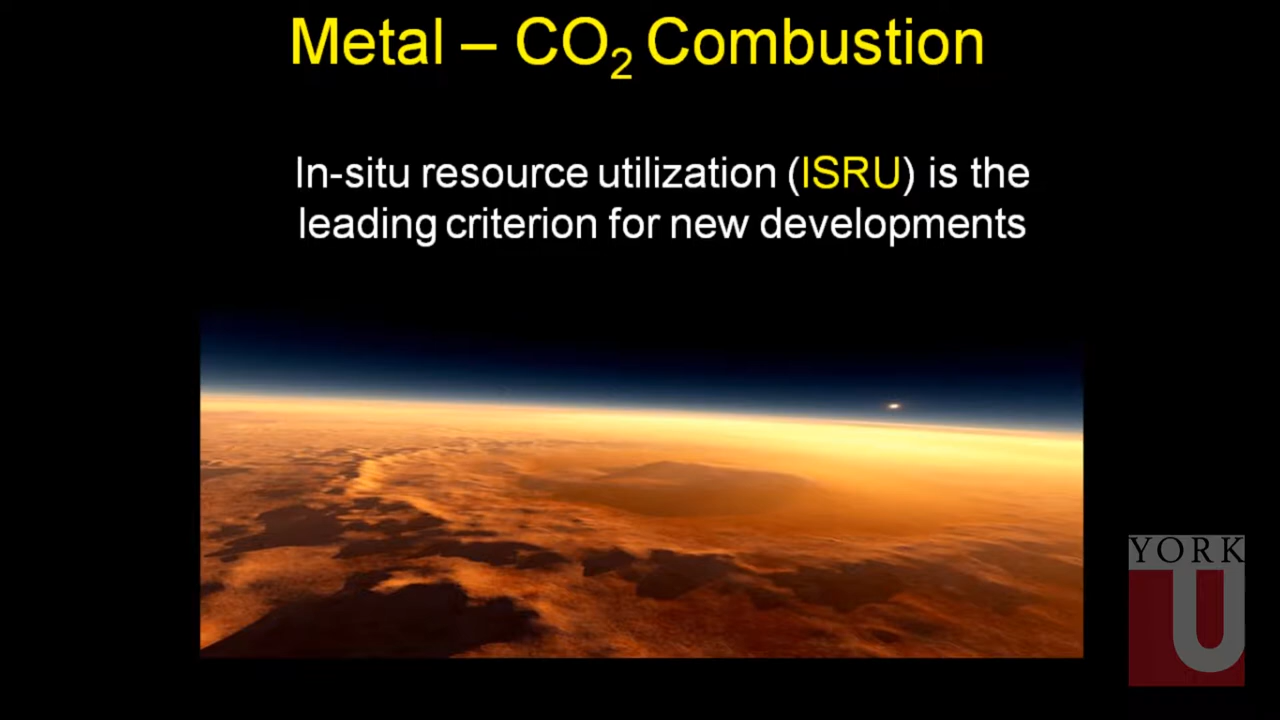 Metal – CO₂ Combustion
In-situ resource utilization (ISRU) is the
leading criterion for new developments
YORK
U